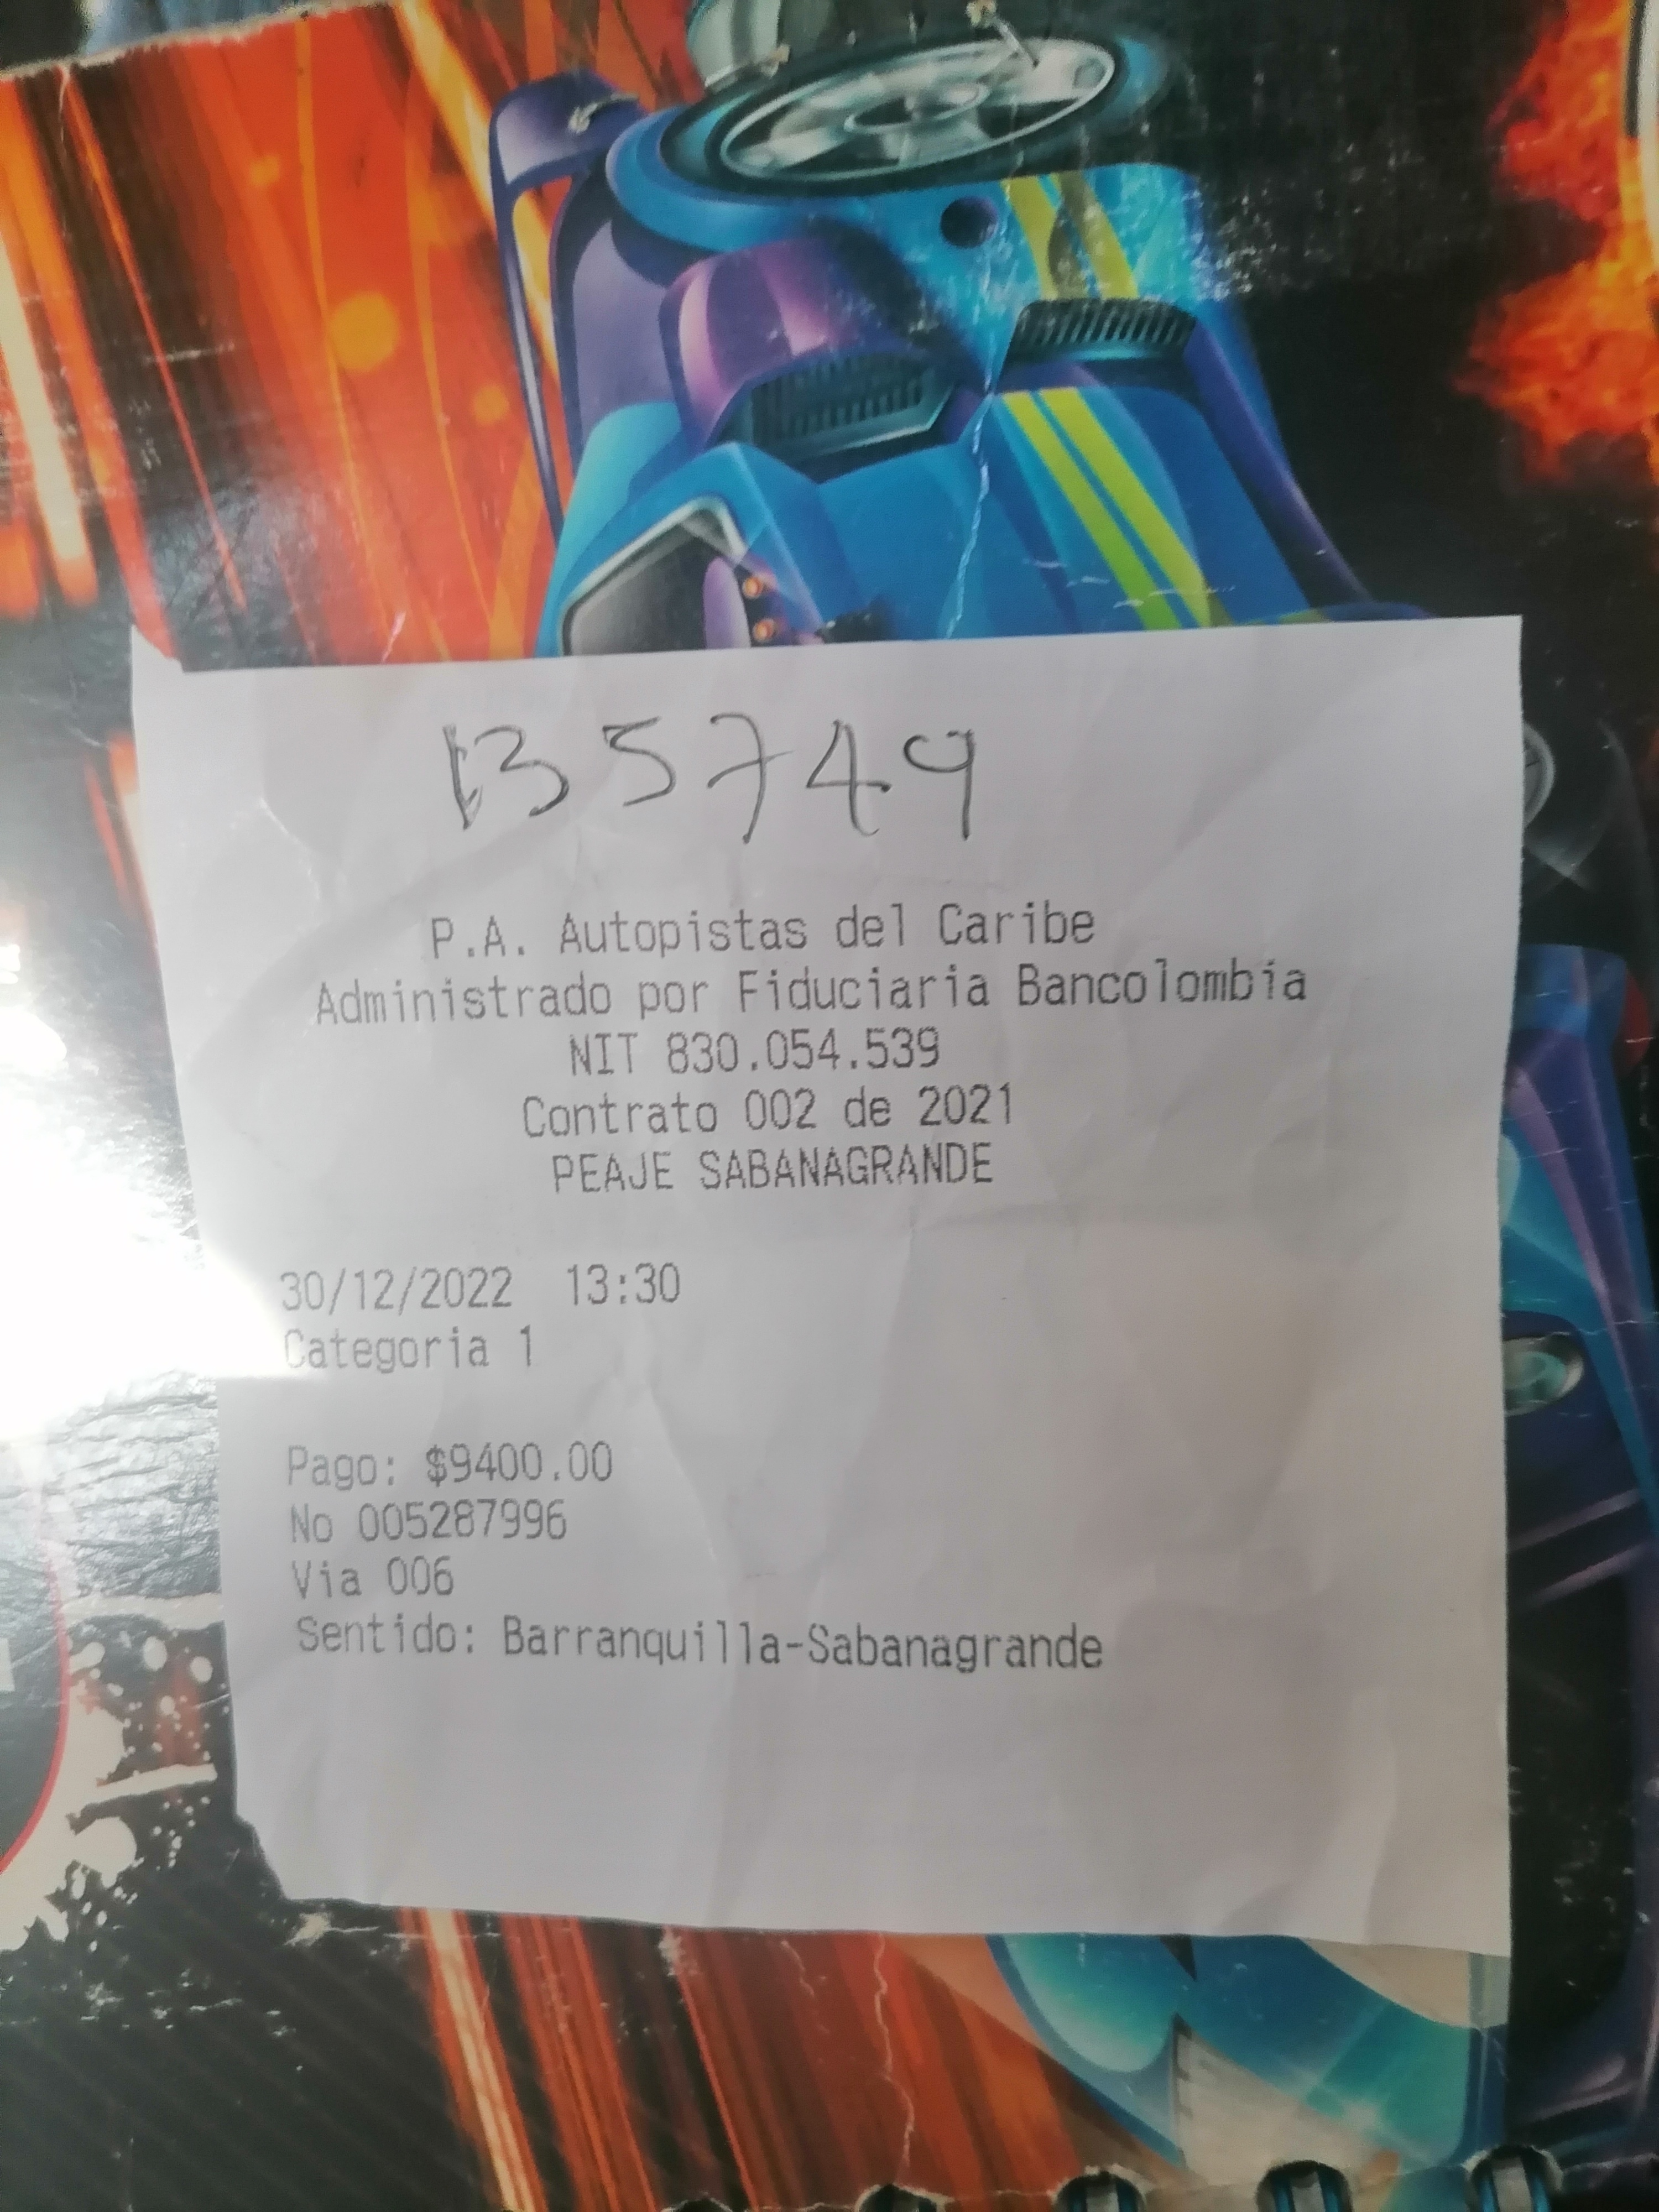 135749
P.A. Autopistas del Caribe
Administrado por Fiduciaria Bancolombia
NIT 830.054.539
Contrato 002 de 2021
PEAJE SABANAGRANDE
30/12/2022 13:30
Categoria 1
Pago: $9400.00
No 005287996
Via 006
Sentido: Barranquilla-Sabanagrande